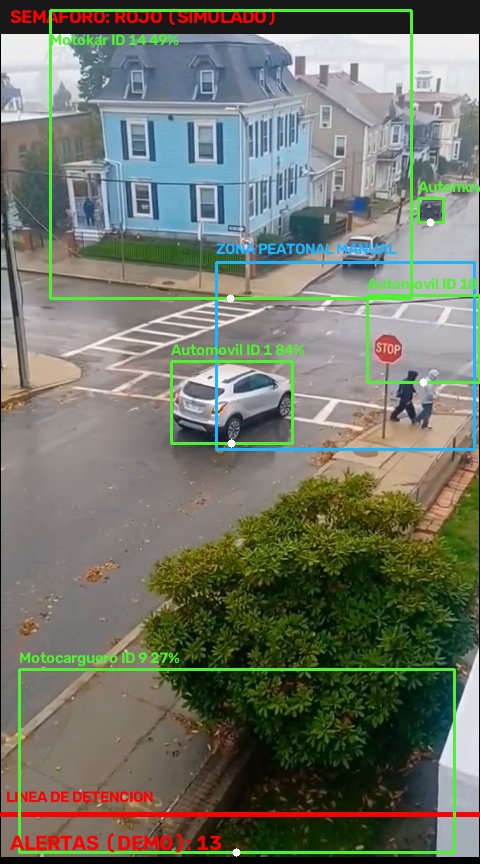 SEMAFORO: ROJO (SIMULADO)
Motokar ID 14 49%
Automov
ZONA PEATONAL MANUAL
Automovil ID 18
Automovil ID 1 84%
STOP
Motocarguero ID 9 27%
LINEA DE DETENCION
ALERTAS (DEMO): 13